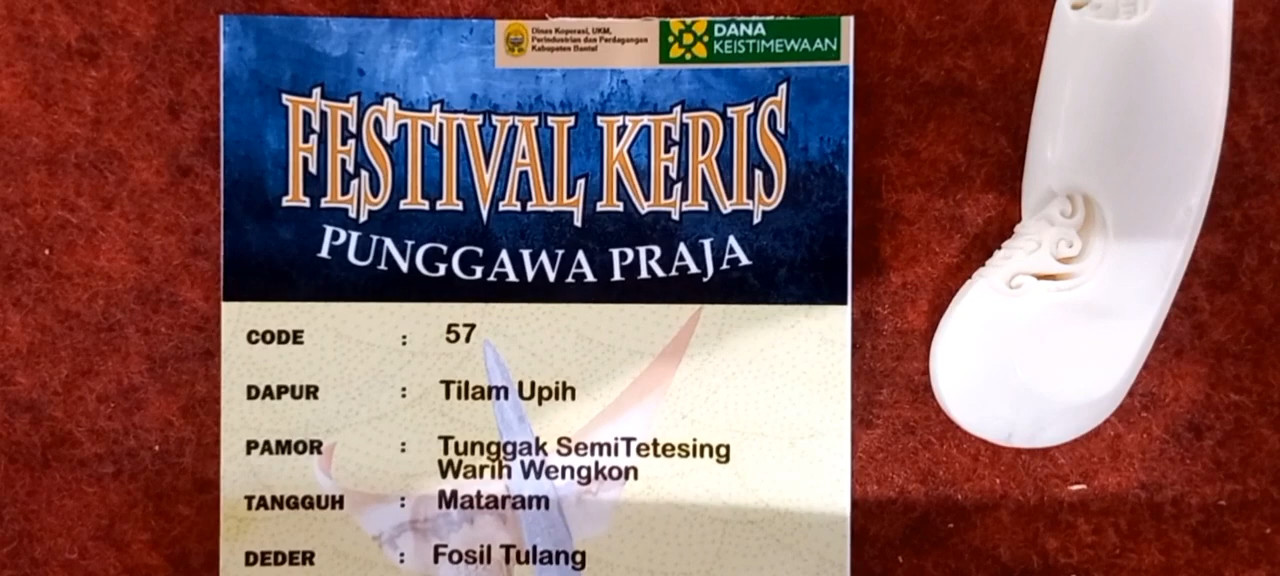 Dinas Koperasi, UKM,
Perindustrian dan Perdagangan
Kabupaten Bantul
DANA
KEISTIMEWAAN
FESTIVAL KERIS
PUNGGAWA PRAJA
CODE : 57
DAPUR : Tilam Upih
PAMOR : Tunggak SemiTetesing
Warih Wengkon
TANGGUH : Mataram
DEDER : Fosil Tulang